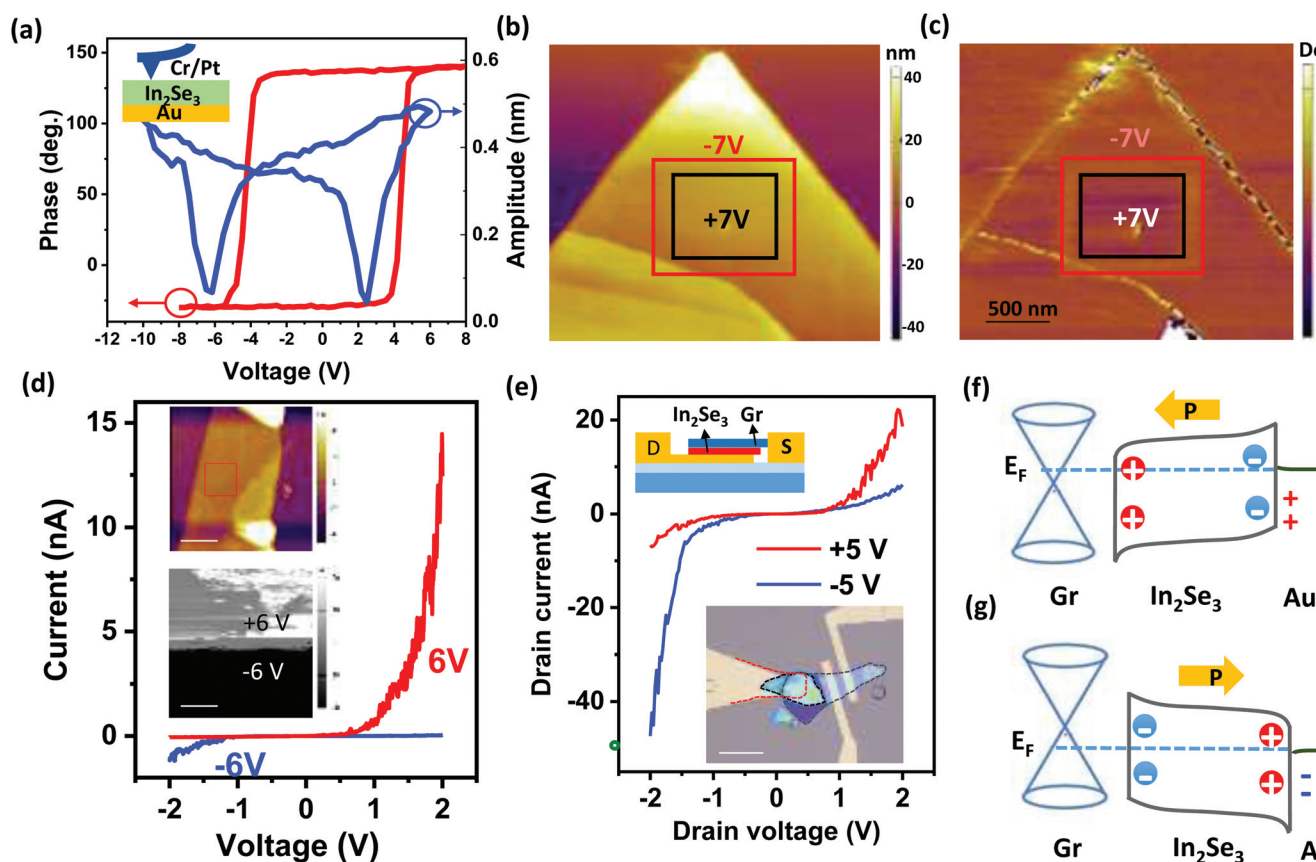 (a)
Phase (deg.)
150
100
50
0
Cr/Pt
In₂Se₃
Au
0.6
0.4
0.2
0.0
Amplitude (nm)
-12 -10 -8 -6 -4 -2 0 2 4 6 8
Voltage (V)
(b)
-7V
+7V
nm
40
20
0
-20
-40
(c)
-7V
+7V
500 nm
(d)
Current (nA)
15
10
5
0
+6 V
-6 V
6V
-6V
-2 -1 0 1 2
Voltage (V)
(e)
Drain current (nA)
20
0
-20
-40
In₂Se₃ Gr
D S
+5 V
-5 V
-2 -1 0 1 2
Drain voltage (V)
(f)
P
E_F
+ -
+ - +
+
Gr In₂Se₃ Au
(g)
P
E_F
- +
- + -
-
Gr In₂Se₃